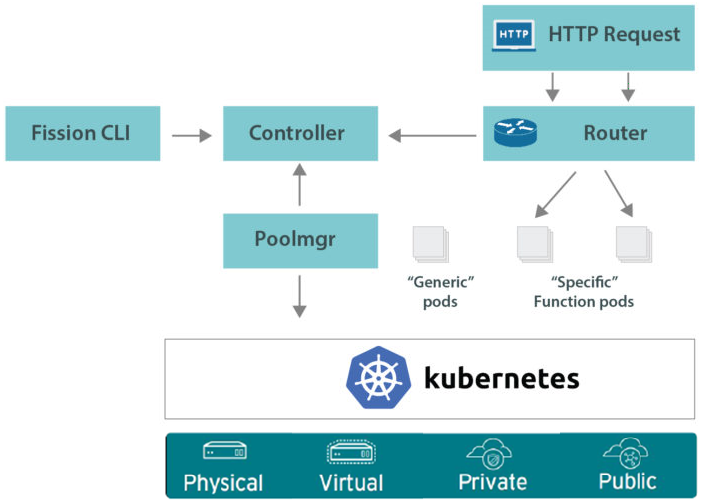 HTTP
HTTP Request
Fission CLI
Controller
Router
Poolmgr
“Generic”
pods
“Specific”
Function pods
kubernetes
Physical
Virtual
Private
Public